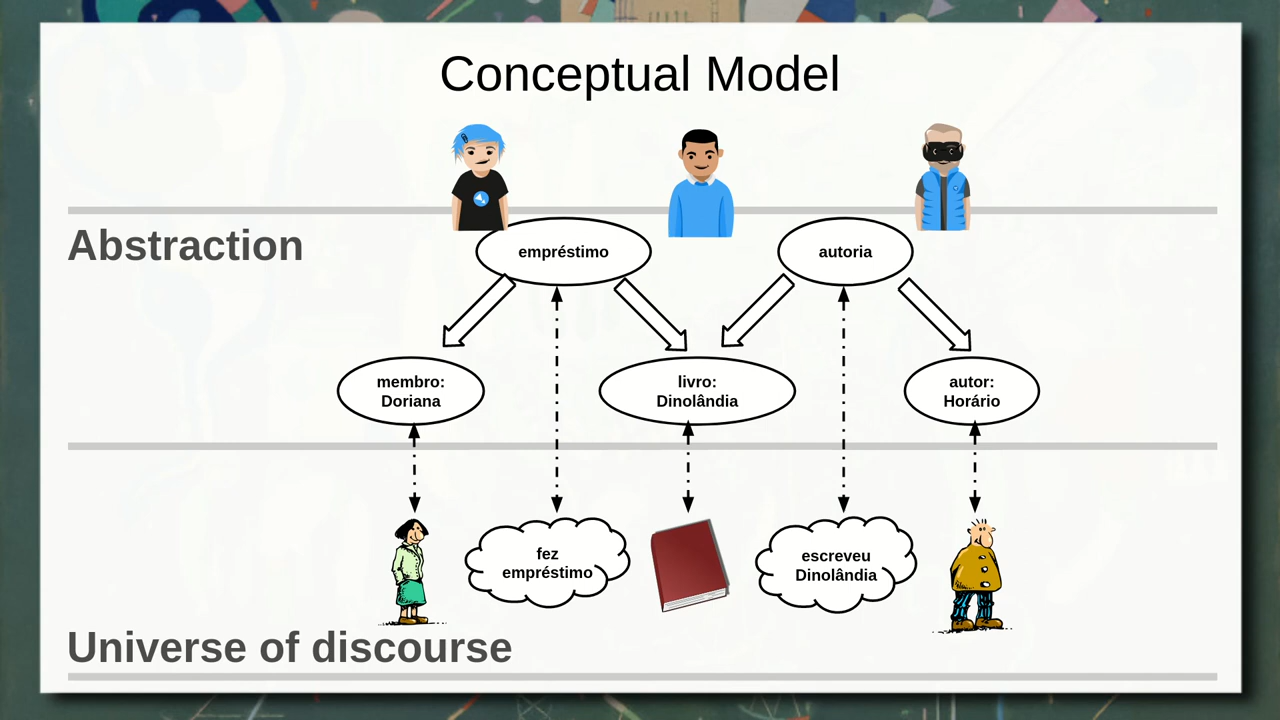 Conceptual Model
Abstraction
empréstimo
autoria
membro:
Doriana
livro:
Dinolândia
autor:
Horário
fez
empréstimo
escreveu
Dinolândia
Universe of discourse